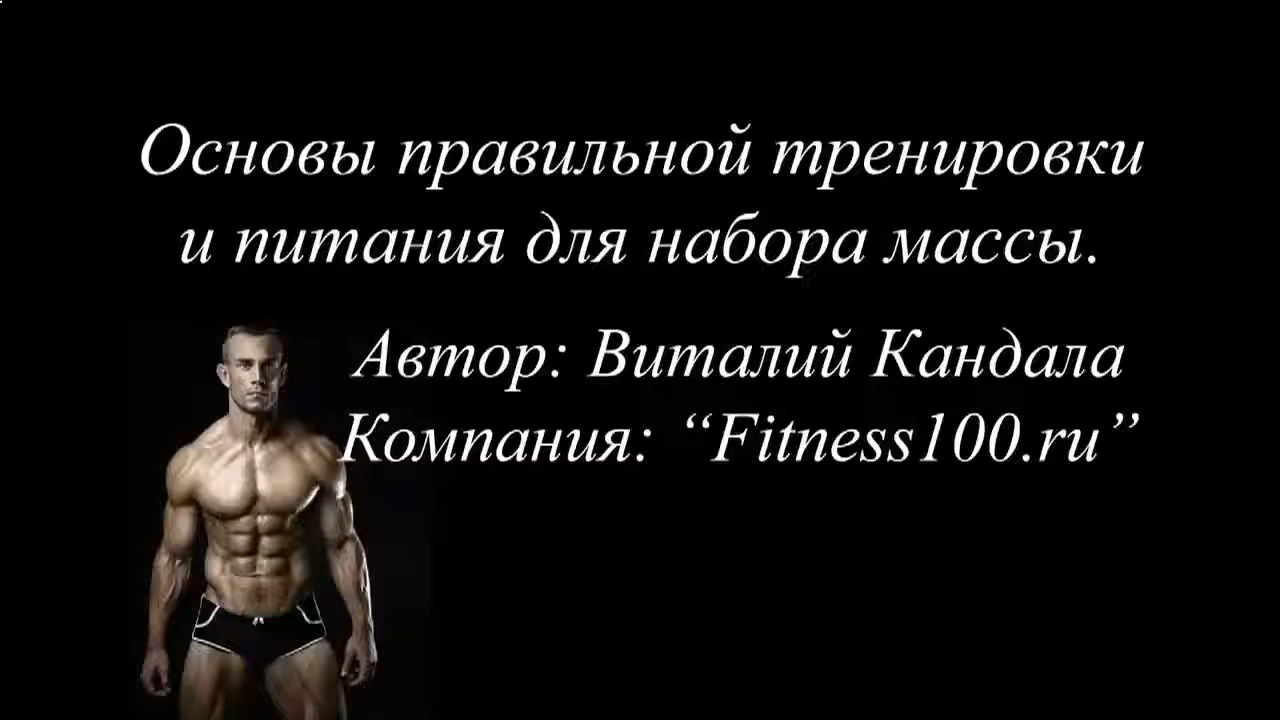 Основы правильной тренировки
и питания для набора массы.
Автор: Виталий Кандала
Компания: “Fitness100.ru”